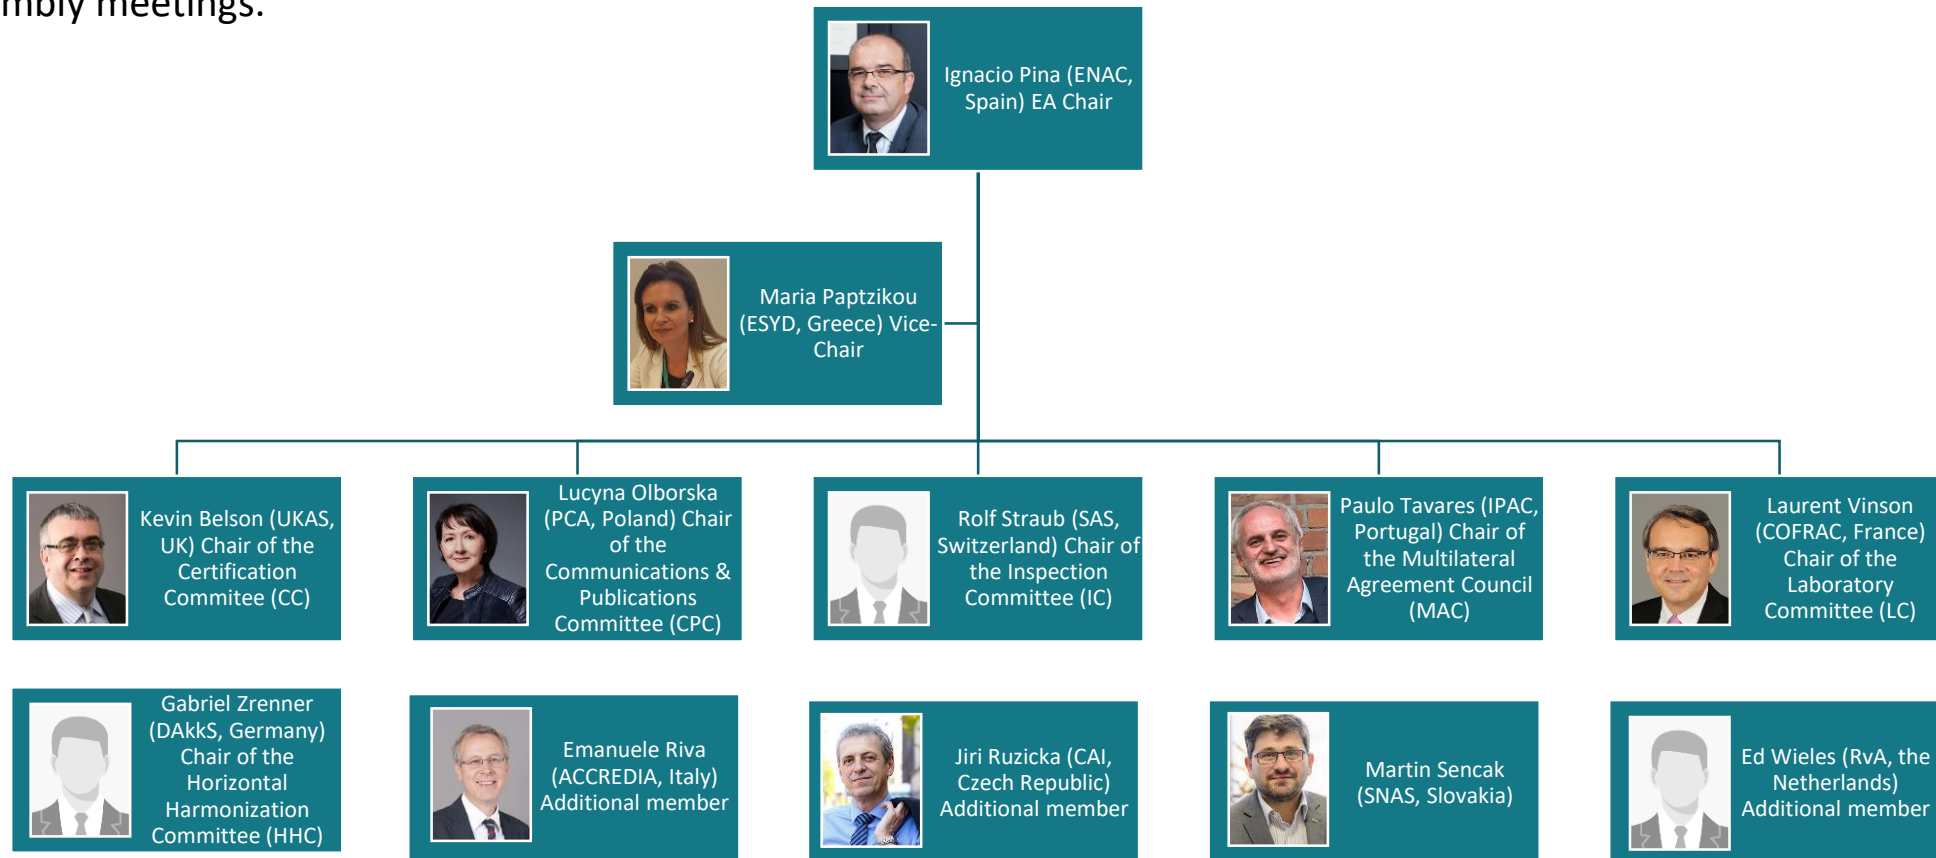 mbly meetings.
Ignacio Pina (ENAC,
Spain) EA Chair
Maria Paptzikou
(ESYD, Greece) Vice-
Chair
Kevin Belson (UKAS,
UK) Chair of the
Certification
Commitee (CC)
Lucyna Olborska
(PCA, Poland) Chair
of the
Communications &
Publications
Committee (CPC)
Rolf Straub (SAS,
Switzerland) Chair of
the Inspection
Committee (IC)
Paulo Tavares (IPAC,
Portugal) Chair of
the Multilateral
Agreement Council
(MAC)
Laurent Vinson
(COFRAC, France)
Chair of the
Laboratory
Committee (LC)
Gabriel Zrenner
(DAkkS, Germany)
Chair of the
Horizontal
Harmonization
Committee (HHC)
Emanuele Riva
(ACCREDIA, Italy)
Additional member
Jiri Ruzicka (CAI,
Czech Republic)
Additional member
Martin Sencak
(SNAS, Slovakia)
Ed Wieles (RvA, the
Netherlands)
Additional member